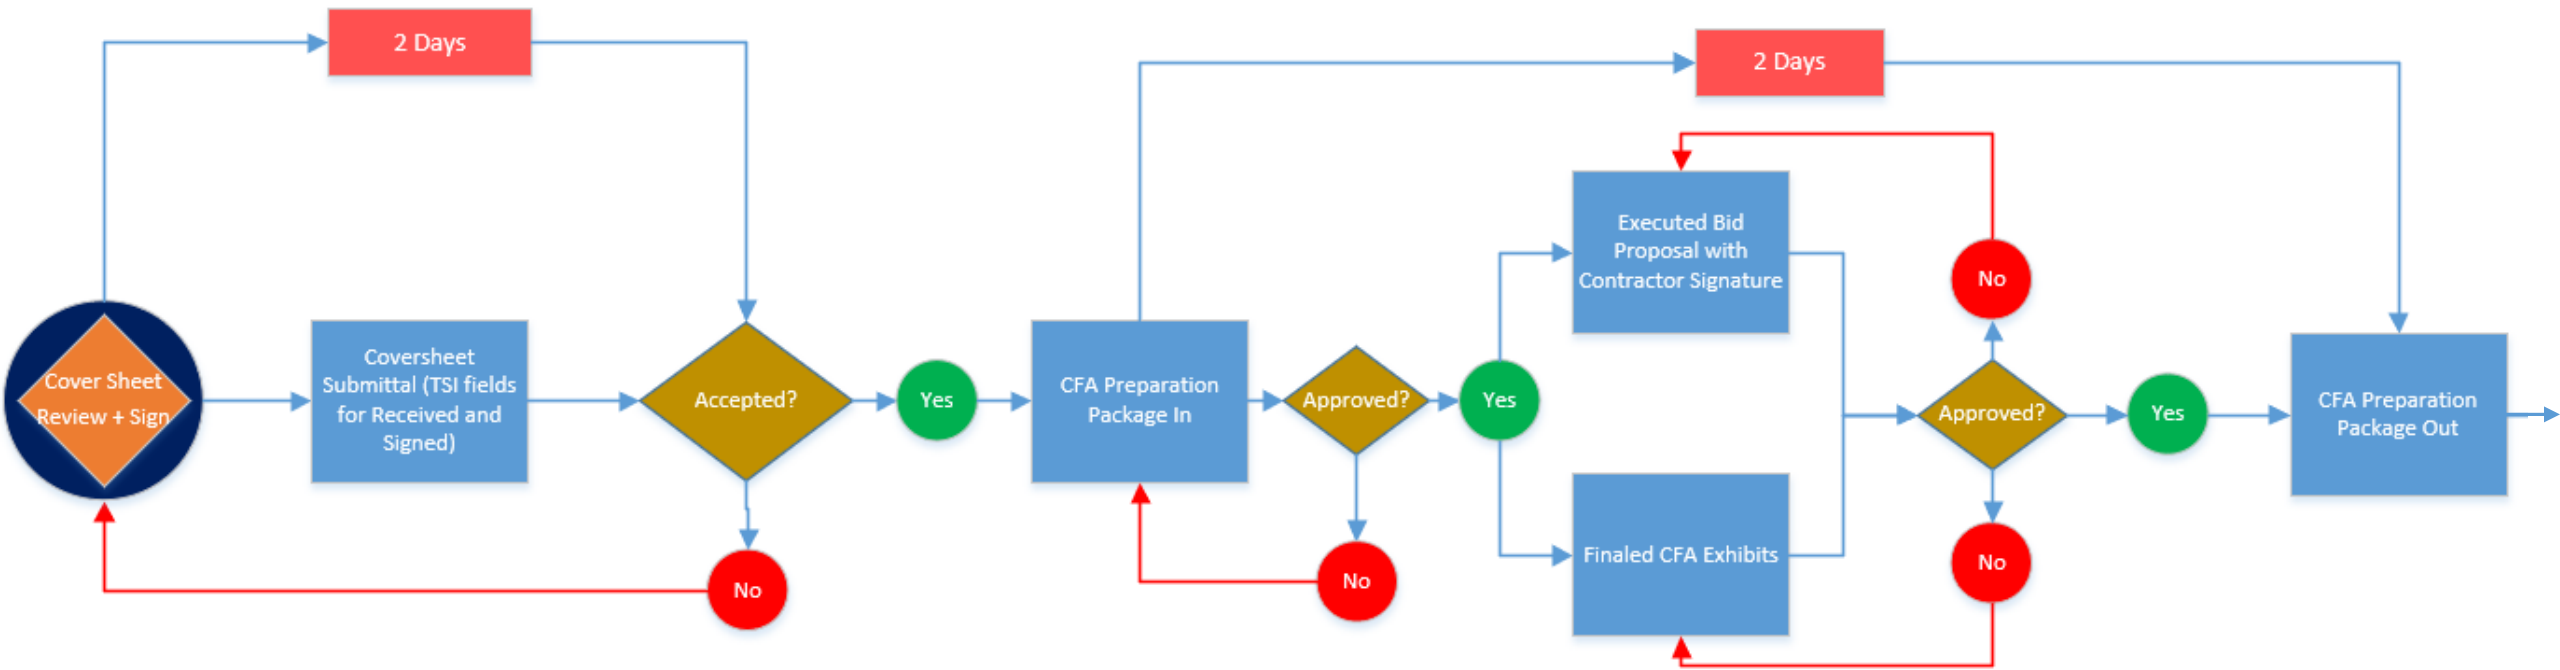 2 Days
2 Days
Cover Sheet
Review + Sign
Coversheet
Submittal (TSI fields
for Received and
Signed)
Accepted?
Yes
No
CFA Preparation
Package In
Approved?
Yes
No
Executed Bid
Proposal with
Contractor Signature
Finaled CFA Exhibits
No
Approved?
No
Yes
CFA Preparation
Package Out